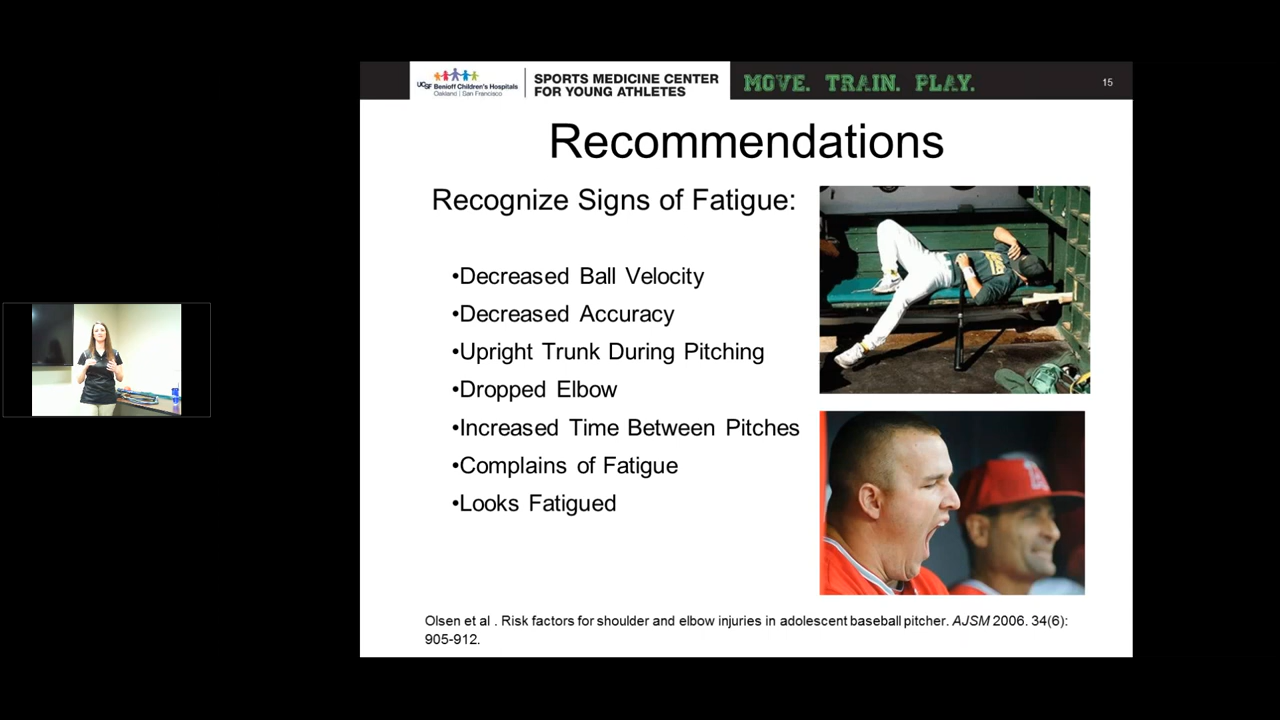 UCSF Benioff Children's Hospitals
Oakland | San Francisco
SPORTS MEDICINE CENTER
FOR YOUNG ATHLETES
MOVE. TRAIN. PLAY.
15
Recommendations
Recognize Signs of Fatigue:
•Decreased Ball Velocity
•Decreased Accuracy
•Upright Trunk During Pitching
•Dropped Elbow
•Increased Time Between Pitches
•Complains of Fatigue
•Looks Fatigued
Olsen et al . Risk factors for shoulder and elbow injuries in adolescent baseball pitcher. AJSM 2006. 34(6):
905-912.